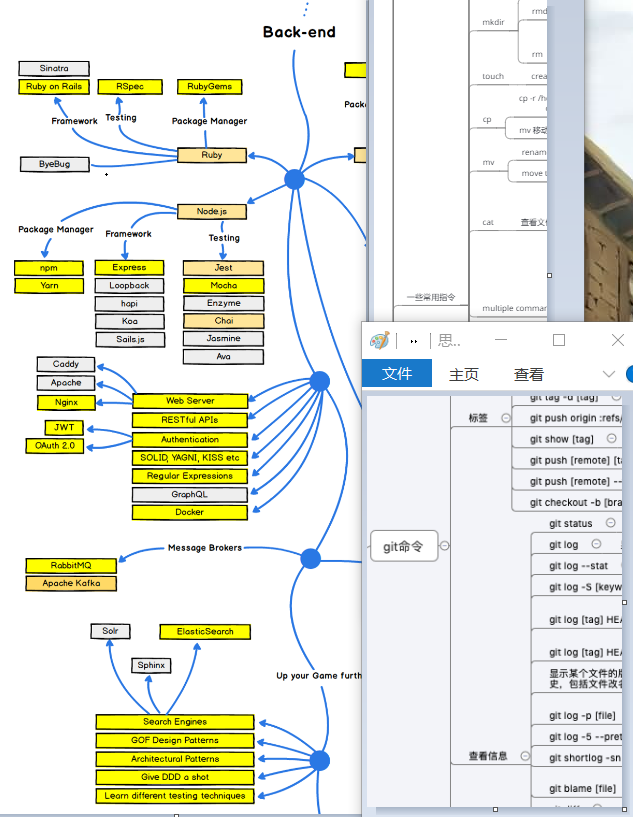 Back-end
Sinatra
Ruby on Rails
RSpec
RubyGems
Framework
Testing
Package Manager
Ruby
ByeBug
Node.js
Package Manager
Framework
Testing
npm
Yarn
Express
Loopback
hapi
Koa
Sails.js
Jest
Mocha
Enzyme
Chai
Jasmine
Ava
Caddy
Apache
Nginx
JWT
OAuth 2.0
Web Server
RESTful APIs
Authentication
SOLID, YAGNI, KISS etc
Regular Expressions
GraphQL
Docker
Message Brokers
RabbitMQ
Apache Kafka
Solr
ElasticSearch
Sphinx
Up your Game furth
Search Engines
GOF Design Patterns
Architectural Patterns
Give DDD a shot
Learn different testing techniques
Packa
mkdir
rmd
rm
touch
crea
cp
cp -r /h
mv 移动
mv
renam
move t
cat
查看文
一些常用指令
multiple comman
思..
文件
主页
查看
标签
git tag -d [tag]
git push origin :refs/
git show [tag]
git push [remote] [ta
git push [remote] --
git checkout -b [bra
git命令
git status
git log
git log --stat
git log -S [keyw
git log [tag] HEA
git log [tag] HEA
显示某个文件的版
史，包括文件改名
git log -p [file]
git log -5 --pret
查看信息
git shortlog -sn
git blame [file]